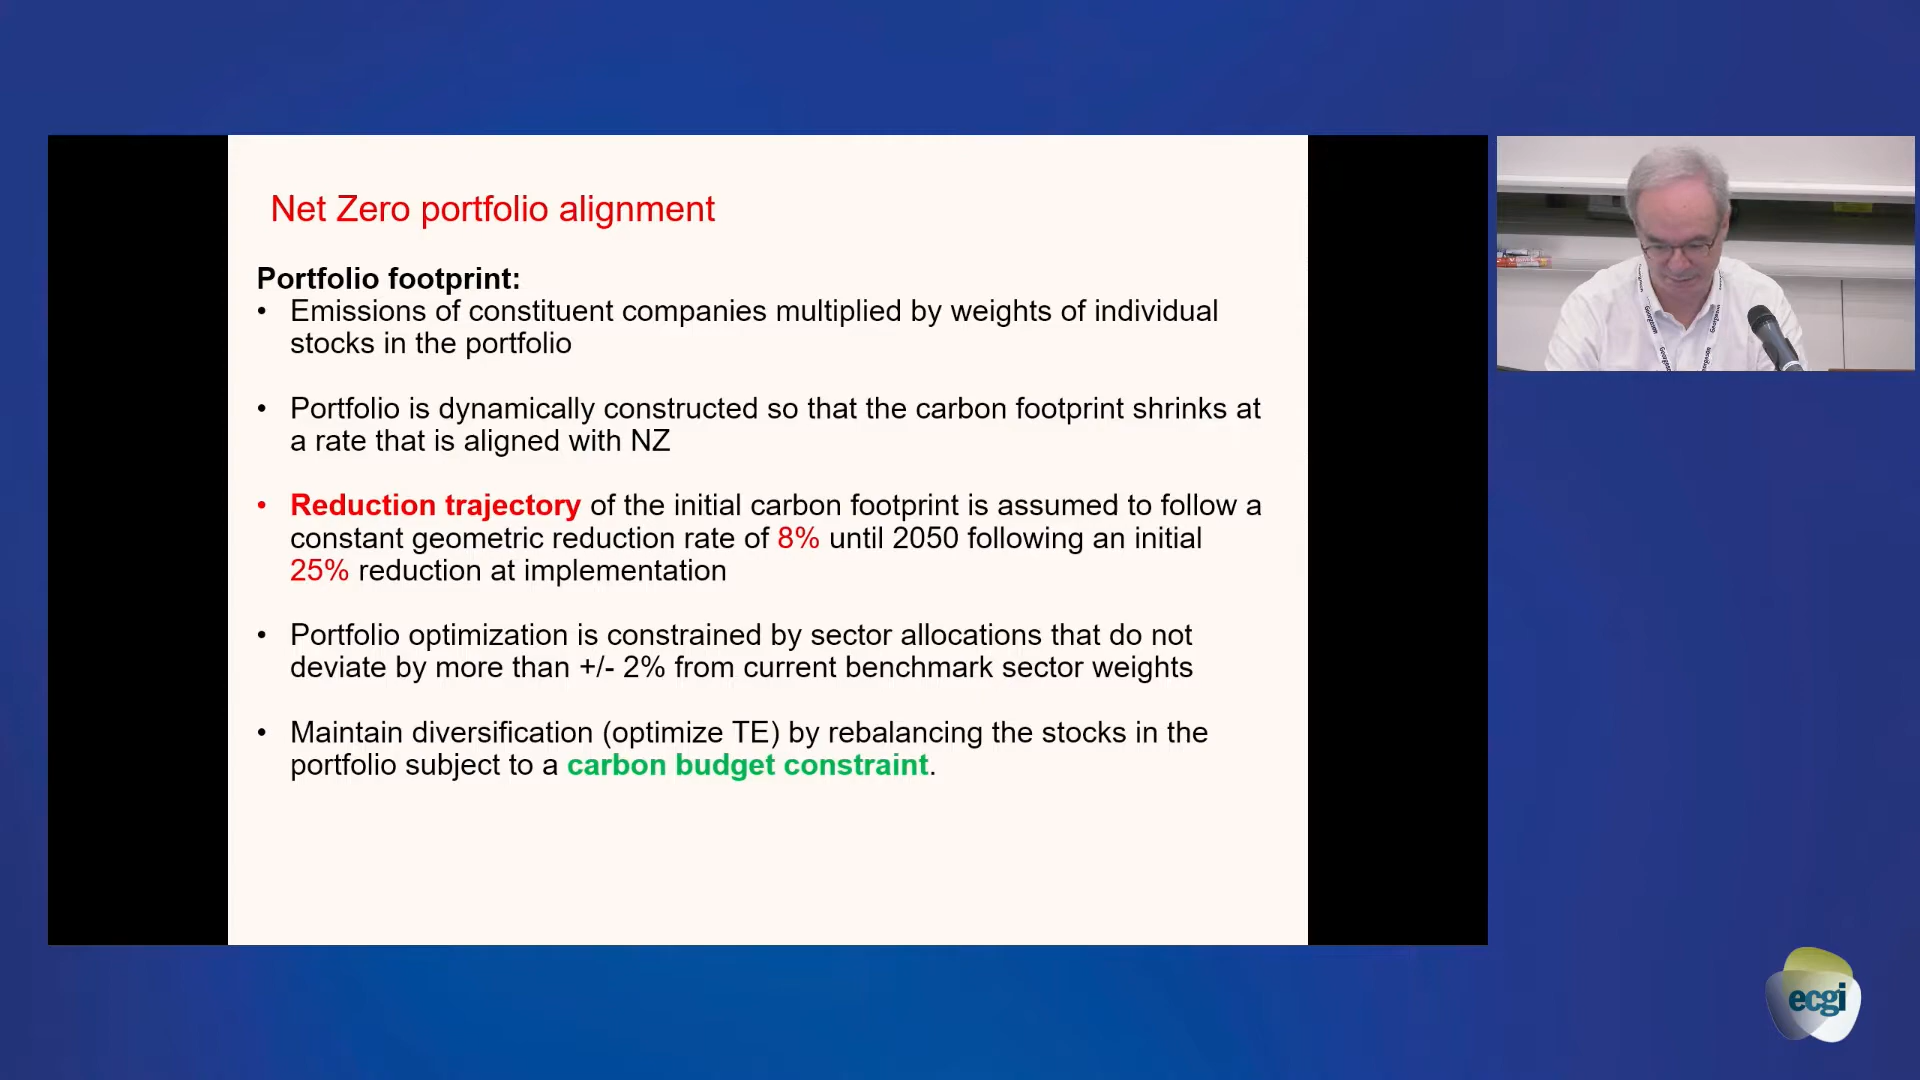 Net Zero portfolio alignment
Portfolio footprint:
• Emissions of constituent companies multiplied by weights of individual
stocks in the portfolio
• Portfolio is dynamically constructed so that the carbon footprint shrinks at
a rate that is aligned with NZ
• Reduction trajectory of the initial carbon footprint is assumed to follow a
constant geometric reduction rate of 8% until 2050 following an initial
25% reduction at implementation
• Portfolio optimization is constrained by sector allocations that do not
deviate by more than +/- 2% from current benchmark sector weights
• Maintain diversification (optimize TE) by rebalancing the stocks in the
portfolio subject to a carbon budget constraint.
ecgi